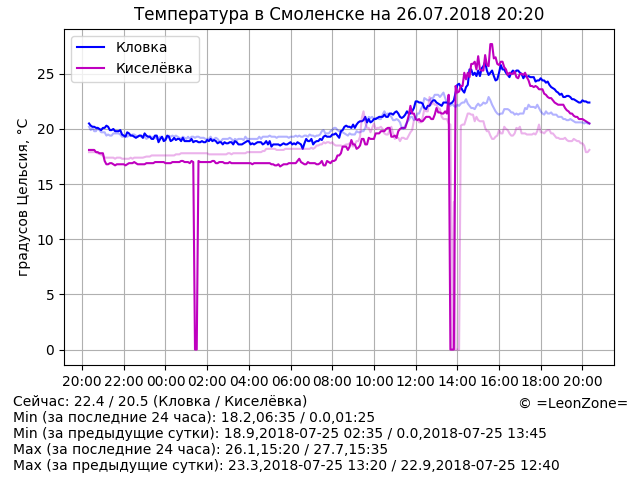 Температура в Смоленске на 26.07.2018 20:20
Кловка
Киселёвка
градусов Цельсия, °C
25
20
15
10
5
0
20:00 22:00 00:00 02:00 04:00 06:00 08:00 10:00 12:00 14:00 16:00 18:00 20:00
Сейчас: 22.4 / 20.5 (Кловка / Киселёвка)
© =LeonZone=
Min (за последние 24 часа): 18.2,06:35 / 0.0,01:25
Min (за предыдущие сутки): 18.9,2018-07-25 02:35 / 0.0,2018-07-25 13:45
Max (за последние 24 часа): 26.1,15:20 / 27.7,15:35
Max (за предыдущие сутки): 23.3,2018-07-25 13:20 / 22.9,2018-07-25 12:40